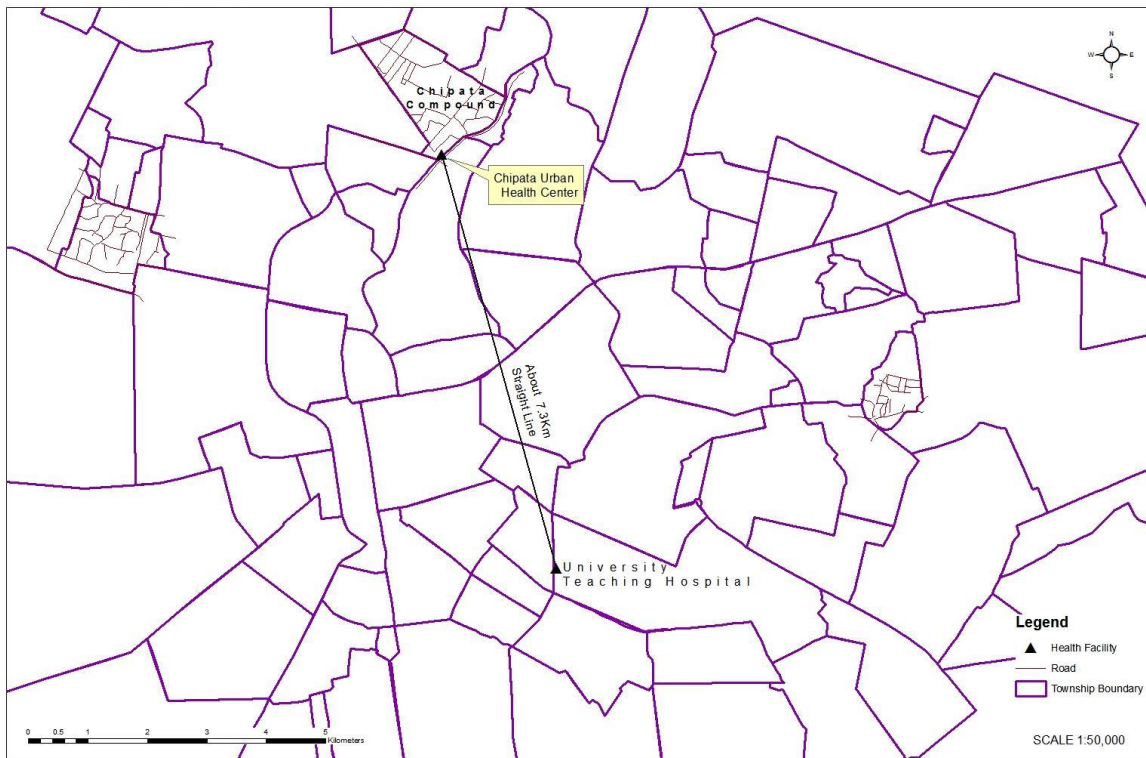 N
W E
S
Chipata
Compound
Chipata Urban
Health Center
About 7.3Km
Straight Line
University
Teaching Hospital
Legend
Health Facility
Road
Township Boundary
0 0.5 1 2 3 4 5
Kilometers
SCALE 1:50,000